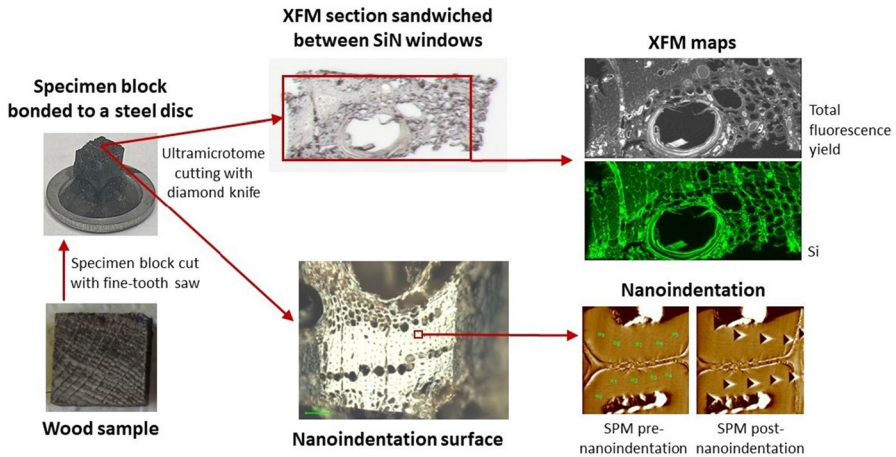 XFM section sandwiched
between SiN windows
XFM maps
Specimen block
bonded to a steel disc
Total
fluorescence
yield
Ultramicrotome
cutting with
diamond knife
Si
Specimen block cut
with fine-tooth saw
Nanoindentation
Wood sample
Nanoindentation surface
SPM pre-
nanoindentation
SPM post-
nanoindentation